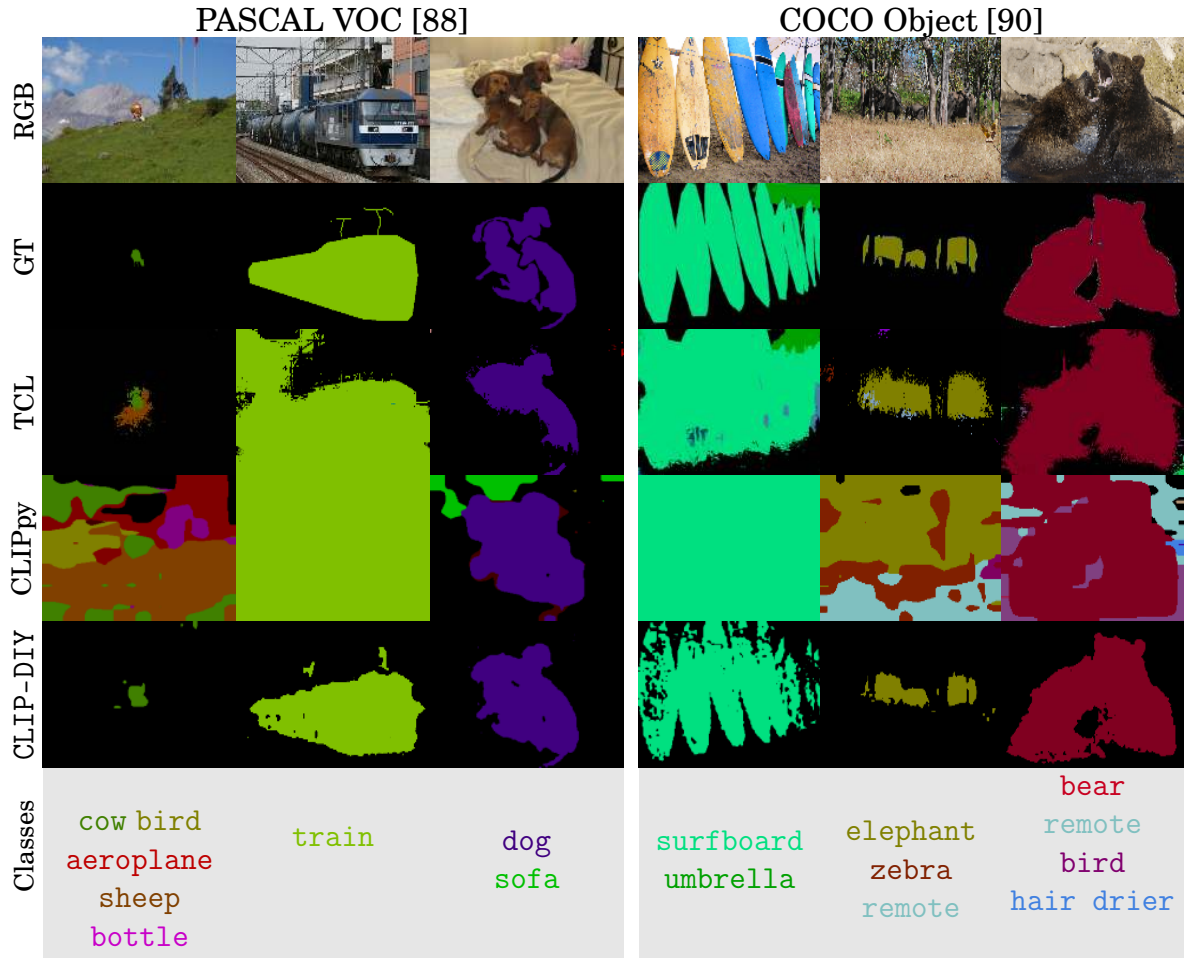 PASCAL VOC [88]
COCO Object [90]
RGB
GT
TCL
CLIPpy
CLIP-DIY
Classes
cow bird
aeroplane
sheep
bottle
train
dog
sofa
surfboard
umbrella
elephant
zebra
remote
bear
remote
bird
hair drier